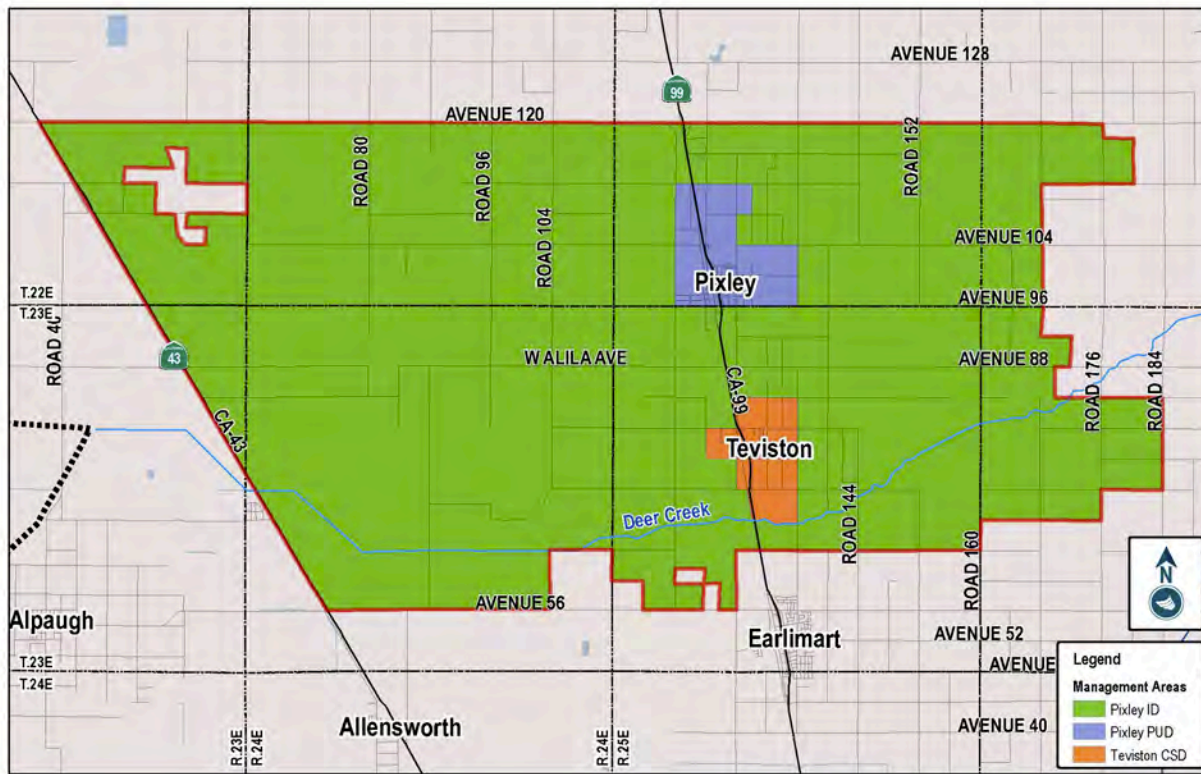 AVENUE 128
99
AVENUE 120
ROAD 80
ROAD 96
ROAD 104
ROAD 152
AVENUE 104
Pixley
T.22E
T.23E
AVENUE 96
ROAD 40
43
WALILA AVE
AVENUE 88
CA-43
CA-99
ROAD 176
ROAD 184
Teviston
Deer Creek
ROAD 144
ROAD 160
N
AVENUE 56
Alpaugh
Earlimart
AVENUE 52
AVENUE
T.23E
T.24E
Allensworth
AVENUE 40
R.23E
R.24E
R.24E
R.25E
Legend
Management Areas
Pixley ID
Pixley PUD
Teviston CSD